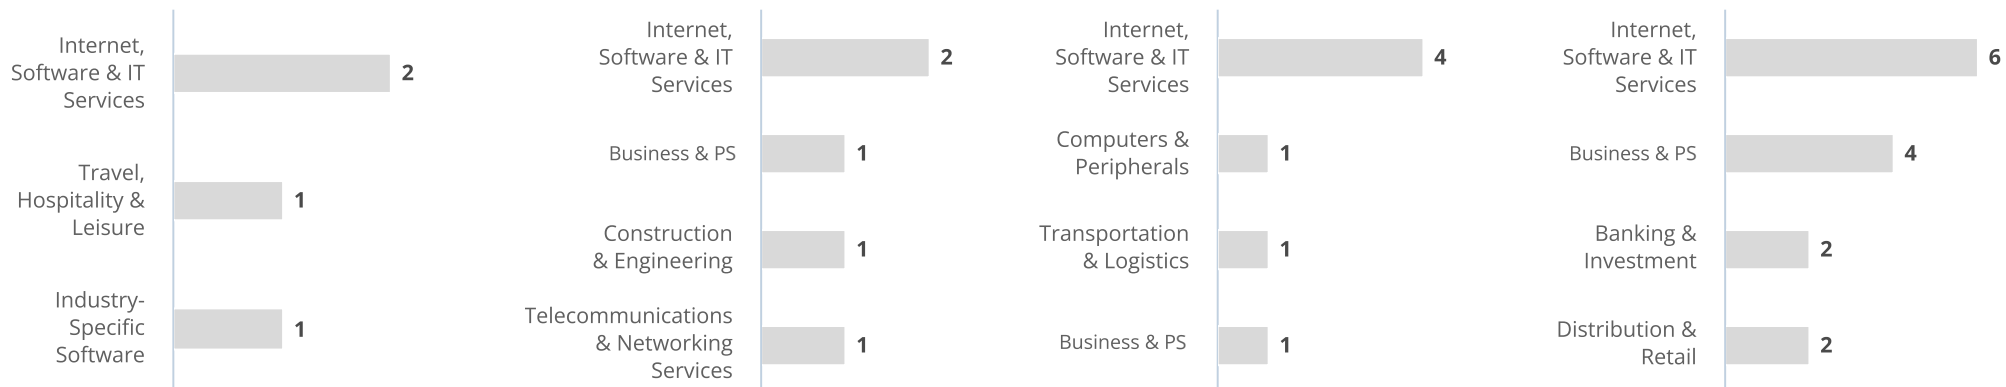 Internet,
Software & IT
Services
2
Travel,
Hospitality &
Leisure
1
Industry-
Specific
Software
1
Internet,
Software & IT
Services
2
Business & PS
1
Construction
& Engineering
1
Telecommunications
& Networking
Services
1
Internet,
Software & IT
Services
4
Computers &
Peripherals
1
Transportation
& Logistics
1
Business & PS
1
Internet,
Software & IT
Services
6
Business & PS
4
Banking &
Investment
2
Distribution &
Retail
2